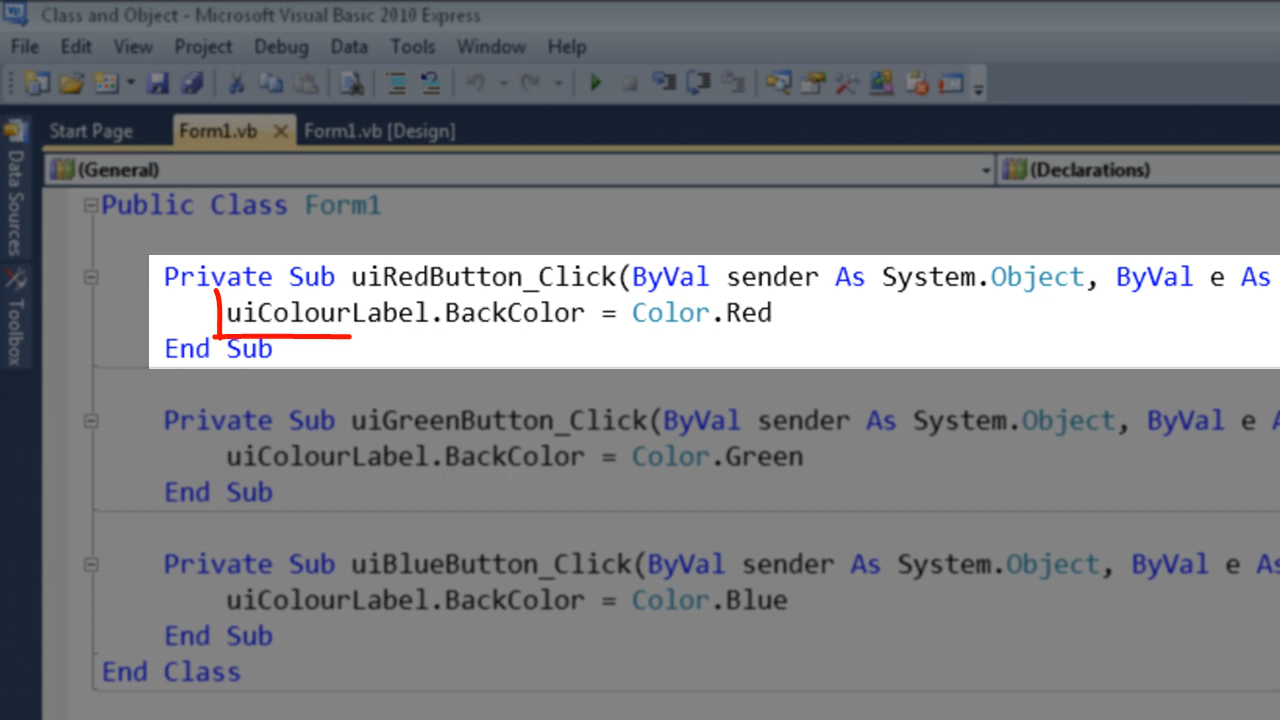 Class and Object - Microsoft Visual Basic 2010 Express
File Edit View Project Debug Data Tools Window Help
Start Page Form1.vb Form1.vb [Design]
Data Sources
Toolbox
(General) (Declarations)
Public Class Form1
Private Sub uiRedButton_Click(ByVal sender As System.Object, ByVal e As
uiColourLabel.BackColor = Color.Red
End Sub
Private Sub uiGreenButton_Click(ByVal sender As System.Object, ByVal e
uiColourLabel.BackColor = Color.Green
End Sub
Private Sub uiBlueButton_Click(ByVal sender As System.Object, ByVal e As
uiColourLabel.BackColor = Color.Blue
End Sub
End Class